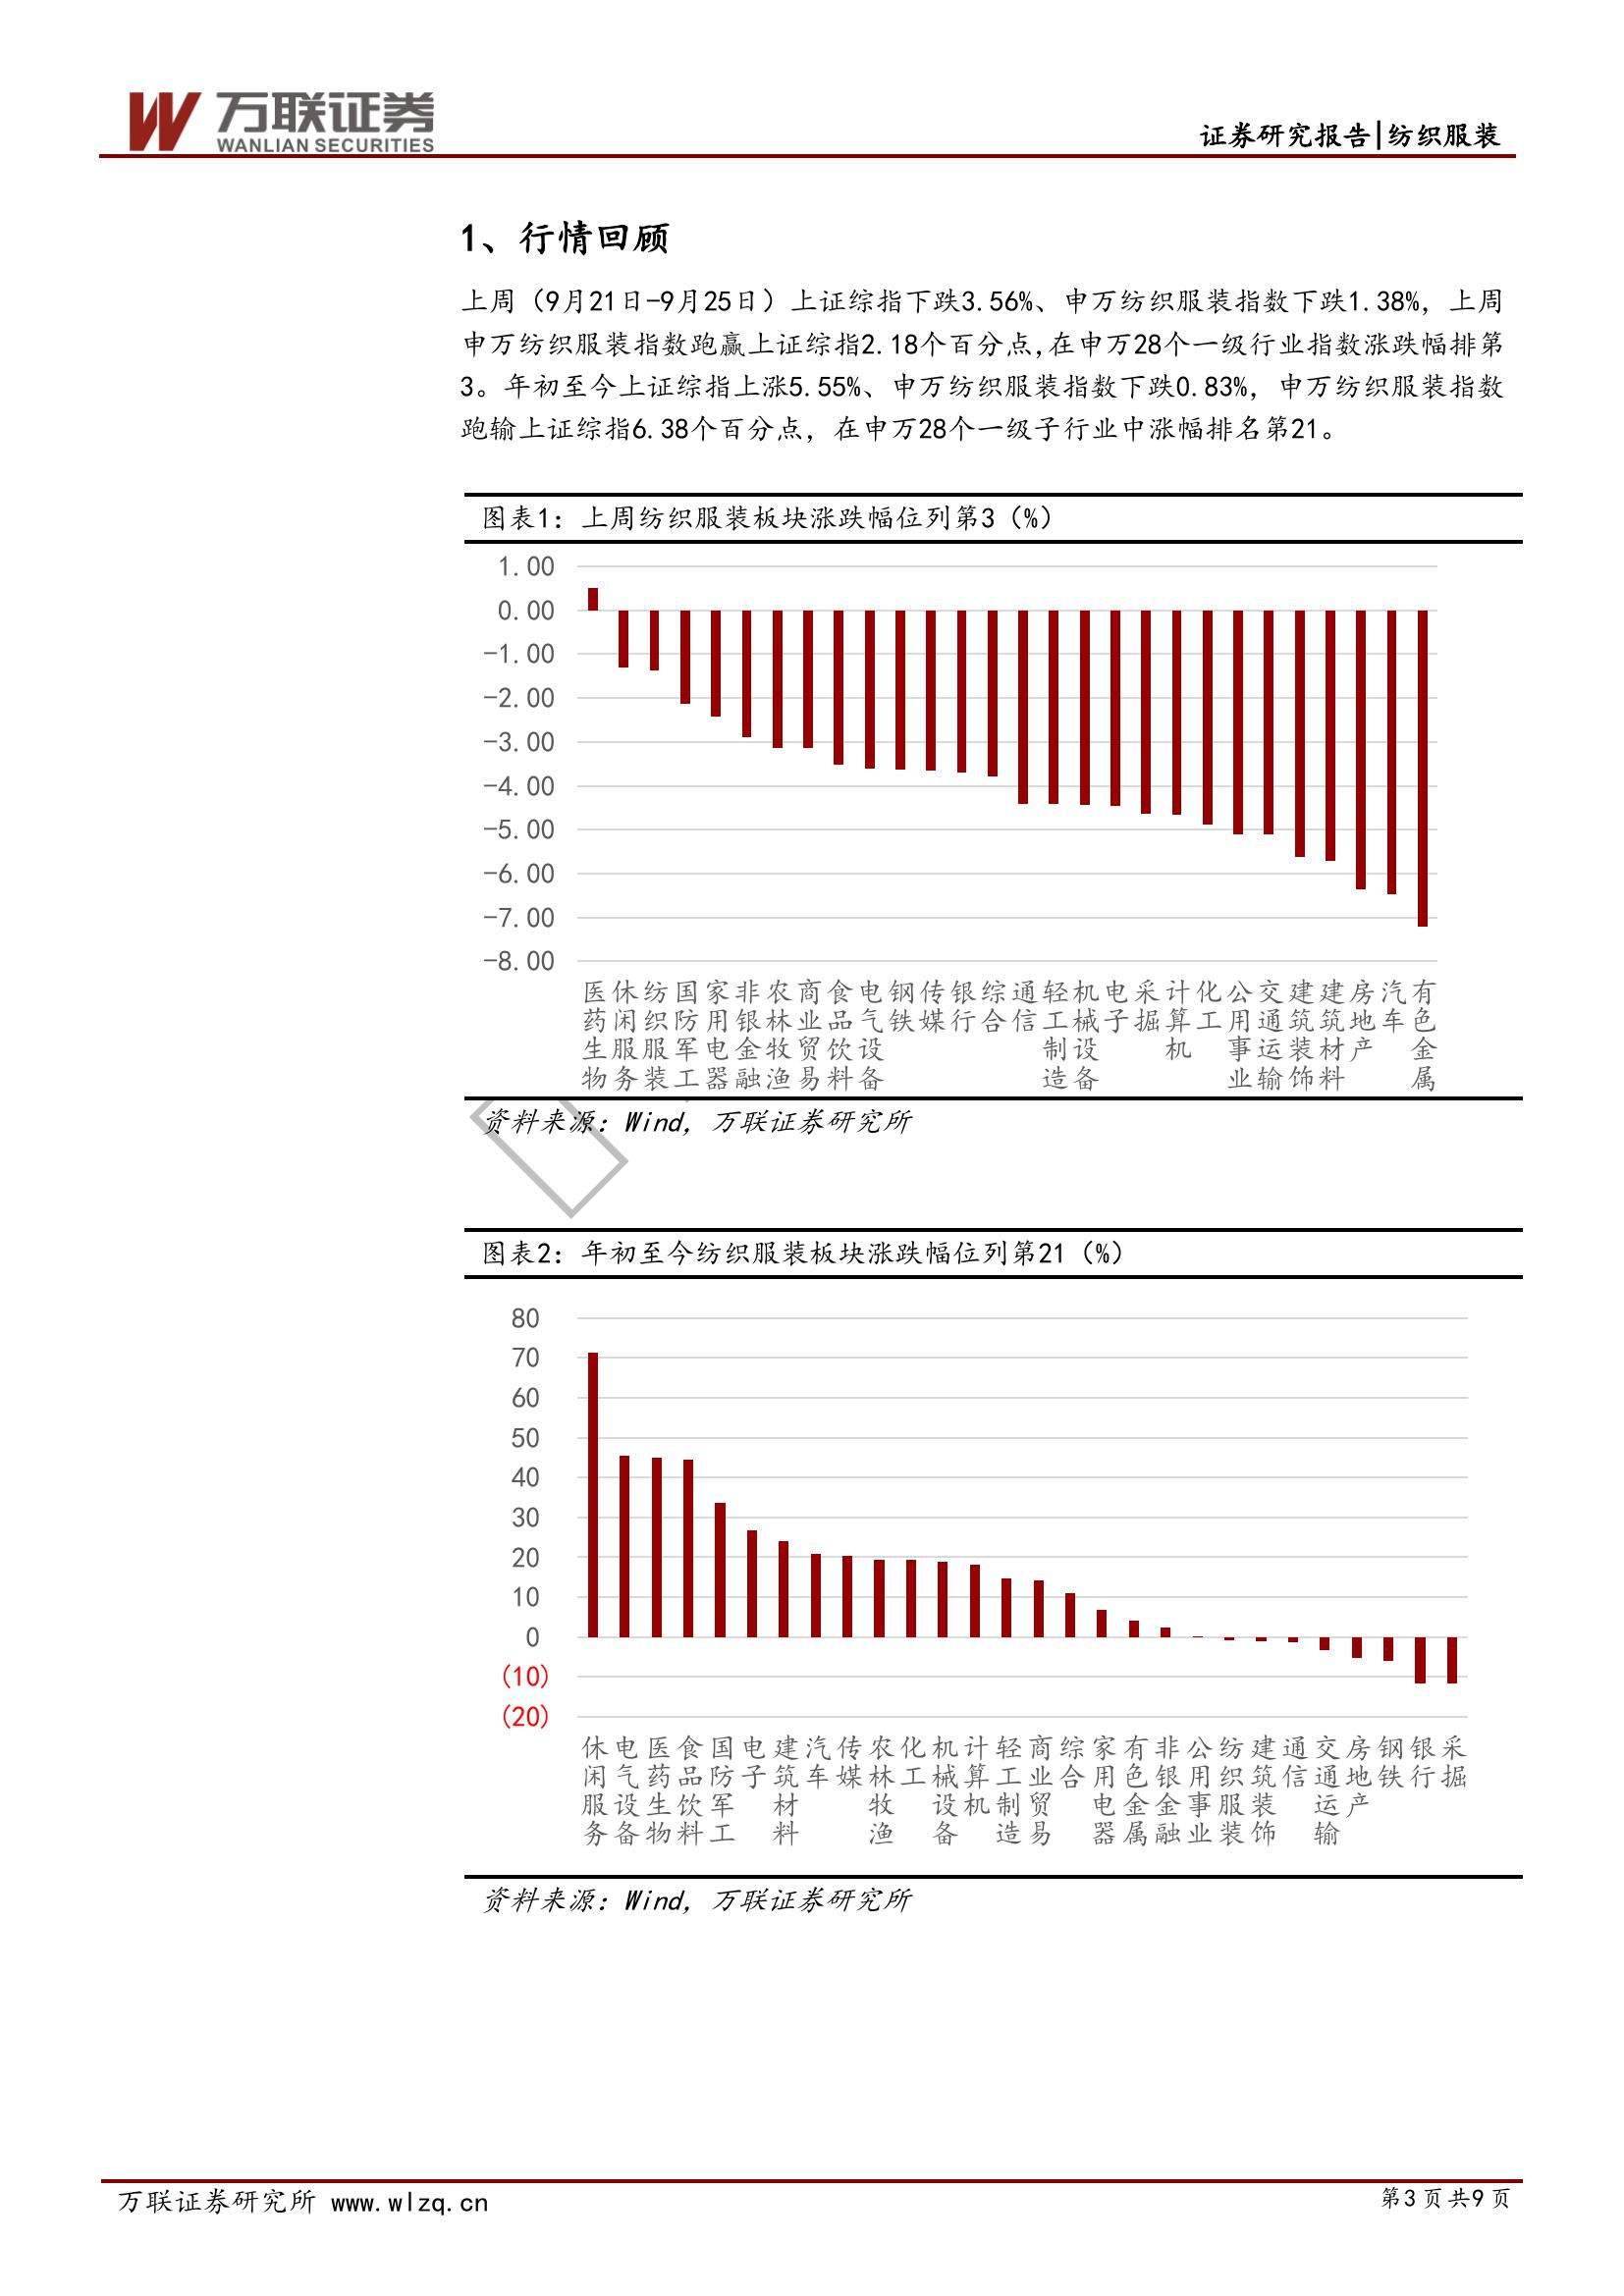 万联证券
WANLIAN SECURITIES
证券研究报告|纺织服装
1、行情回顾
上周（9月21日-9月25日）上证综指下跌3.56%、申万纺织服装指数下跌1.38%，上周
申万纺织服装指数跑赢上证综指2.18个百分点,在申万28个一级行业指数涨跌幅排第
3。年初至今上证综指上涨5.55%、申万纺织服装指数下跌0.83%，申万纺织服装指数
跑输上证综指6.38个百分点，在申万28个一级子行业中涨幅排名第21。
图表1：上周纺织服装板块涨跌幅位列第3（%）
1.00
0.00
-1.00
-2.00
-3.00
-4.00
-5.00
-6.00
-7.00
-8.00
医药生物
休闲服务
纺织服装
国防军工
家用电器
非银金融
农林牧渔
商业贸易
食品饮料
电气设备
钢铁
传媒
银行
综合
通信
轻工制造
机械设备
电子
采掘
计算机
化工
公用事业
交通运输
建筑装饰
建筑材料
房地产
汽车
有色金属
资料来源：Wind，万联证券研究所
图表2：年初至今纺织服装板块涨跌幅位列第21（%）
80
70
60
50
40
30
20
10
0
(10)
(20)
休闲服务
电气设备
医药生物
食品饮料
国防军工
电子
建筑材料
汽车
传媒
农林牧渔
化工
机械设备
计算机
轻工制造
商业贸易
综合
家用电器
有色金属
非银金融
公用事业
纺织服装
建筑装饰
通信
交通运输
房地产
钢铁
银行
采掘
资料来源：Wind，万联证券研究所
万联证券研究所 www.wlzq.cn
第3页共9页